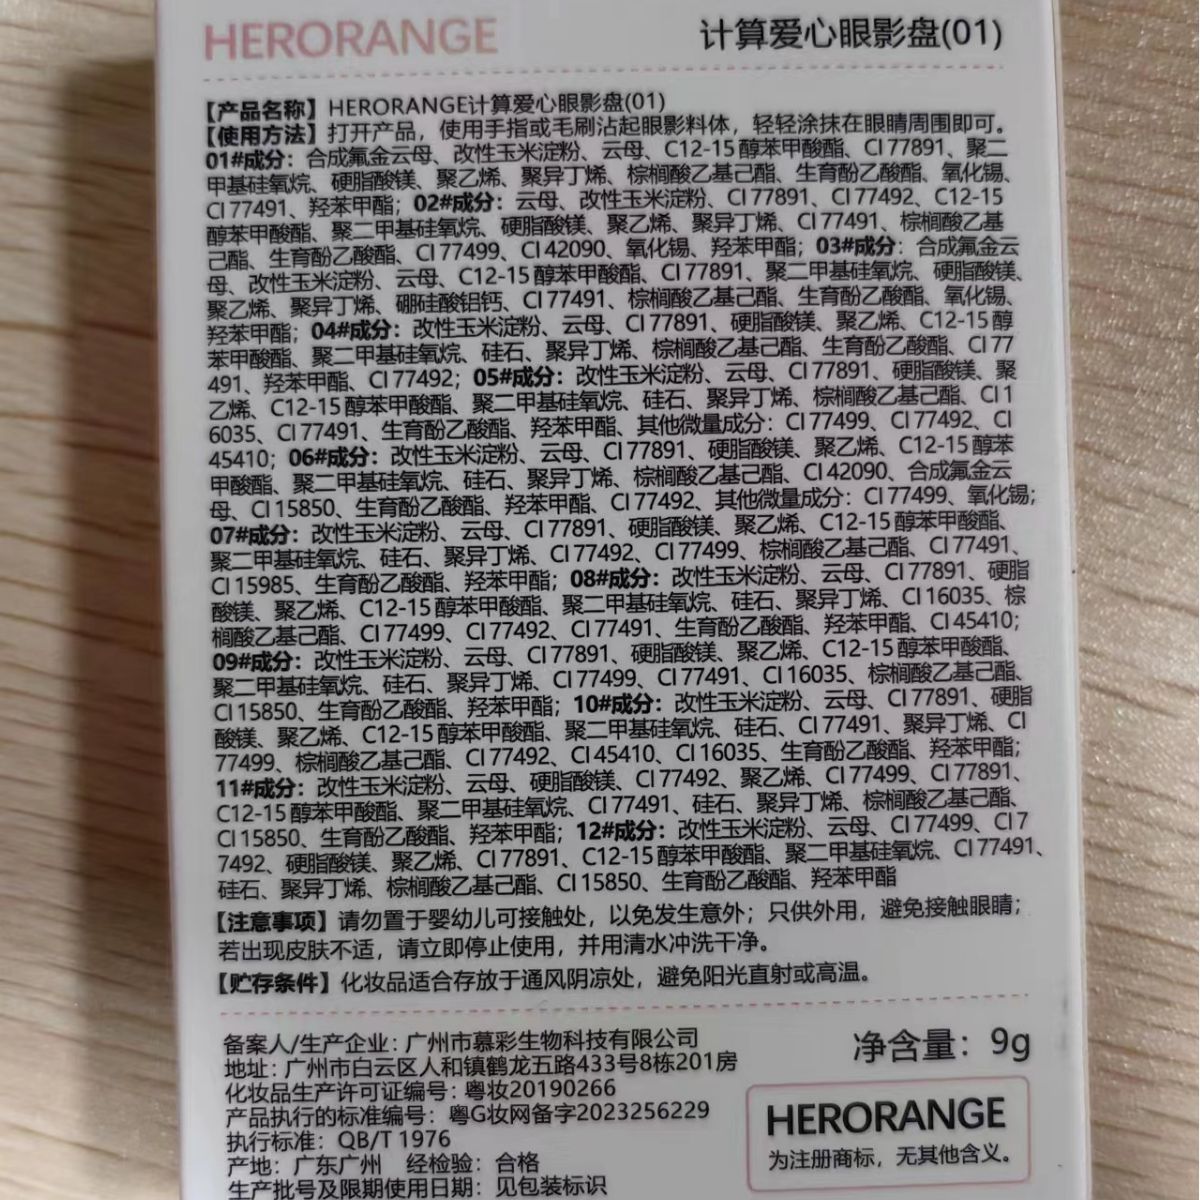 HERORANGE
计算爱心眼影盘(01)
【产品名称】HERORANGE计算爱心眼影盘(01)
【使用方法】打开产品，使用手指或毛刷沾起眼影料体，轻轻涂抹在眼睛周围即可。
01#成分：合成氟金云母、改性玉米淀粉、云母、C12-15醇苯甲酸酯、CI 77891、聚二
甲基硅氧烷、硬脂酸镁、聚乙烯、聚异丁烯、棕榈酸乙基己酯、生育酚乙酸酯、氧化锡、
CI 77491、羟苯甲酯；02#成分：云母、改性玉米淀粉、CI 77891、CI 77492、C12-15
醇苯甲酸酯、聚二甲基硅氧烷、硬脂酸镁、聚乙烯、聚异丁烯、CI 77491、棕榈酸乙基
己酯、生育酚乙酸酯、CI 77499、CI 42090、氧化锡、羟苯甲酯；03#成分：合成氟金云
母、改性玉米淀粉、云母、C12-15醇苯甲酸酯、CI 77891、聚二甲基硅氧烷、硬脂酸镁、
聚乙烯、聚异丁烯、硼硅酸铝钙、CI 77491、棕榈酸乙基己酯、生育酚乙酸酯、氧化锡、
羟苯甲酯；04#成分：改性玉米淀粉、云母、CI 77891、硬脂酸镁、聚乙烯、C12-15醇
苯甲酸酯、聚二甲基硅氧烷、硅石、聚异丁烯、棕榈酸乙基己酯、生育酚乙酸酯、CI 77
491、羟苯甲酯、CI 77492；05#成分：改性玉米淀粉、云母、CI 77891、硬脂酸镁、聚
乙烯、C12-15醇苯甲酸酯、聚二甲基硅氧烷、硅石、聚异丁烯、棕榈酸乙基己酯、CI 1
6035、CI 77491、生育酚乙酸酯、羟苯甲酯、其他微量成分：CI 77499、CI 77492、CI
45410；06#成分：改性玉米淀粉、云母、CI 77891、硬脂酸镁、聚乙烯、C12-15醇苯
甲酸酯、聚二甲基硅氧烷、硅石、聚异丁烯、棕榈酸乙基己酯、CI 42090、合成氟金云
母、CI 15850、生育酚乙酸酯、羟苯甲酯、CI 77492、其他微量成分：CI 77499、氧化锡；
07#成分：改性玉米淀粉、云母、CI 77891、硬脂酸镁、聚乙烯、C12-15醇苯甲酸酯、
聚二甲基硅氧烷、硅石、聚异丁烯、CI 77492、CI 77499、棕榈酸乙基己酯、CI 77491、
CI 15985、生育酚乙酸酯、羟苯甲酯；08#成分：改性玉米淀粉、云母、CI 77891、硬脂
酸镁、聚乙烯、C12-15醇苯甲酸酯、聚二甲基硅氧烷、硅石、聚异丁烯、CI 16035、棕
榈酸乙基己酯、CI 77499、CI 77492、CI 77491、生育酚乙酸酯、羟苯甲酯、CI 45410；
09#成分：改性玉米淀粉、云母、CI 77891、硬脂酸镁、聚乙烯、C12-15醇苯甲酸酯、
聚二甲基硅氧烷、硅石、聚异丁烯、CI 77499、CI 77491、CI 16035、棕榈酸乙基己酯、
CI 15850、生育酚乙酸酯、羟苯甲酯；10#成分：改性玉米淀粉、云母、CI 77891、硬脂
酸镁、聚乙烯、C12-15醇苯甲酸酯、聚二甲基硅氧烷、硅石、CI 77491、聚异丁烯、CI
77499、棕榈酸乙基己酯、CI 77492、CI 45410、CI 16035、生育酚乙酸酯、羟苯甲酯；
11#成分：改性玉米淀粉、云母、硬脂酸镁、CI 77492、聚乙烯、CI 77499、CI 77891、
C12-15醇苯甲酸酯、聚二甲基硅氧烷、CI 77491、硅石、聚异丁烯、棕榈酸乙基己酯、
CI 15850、生育酚乙酸酯、羟苯甲酯；12#成分：改性玉米淀粉、云母、CI 77499、CI 7
7492、硬脂酸镁、聚乙烯、CI 77891、C12-15醇苯甲酸酯、聚二甲基硅氧烷、CI 77491、
硅石、聚异丁烯、棕榈酸乙基己酯、CI 15850、生育酚乙酸酯、羟苯甲酯
【注意事项】请勿置于婴幼儿可接触处，以免发生意外；只供外用，避免接触眼睛；
若出现皮肤不适，请立即停止使用，并用清水冲洗干净。
【贮存条件】化妆品适合存放于通风阴凉处，避免阳光直射或高温。
备案人/生产企业：广州市慕彩生物科技有限公司
地址：广州市白云区人和镇鹤龙五路433号8栋201房
化妆品生产许可证编号：粤妆20190266
产品执行的标准编号：粤G妆网备字2023256229
执行标准：QB/T 1976
产地：广东广州 经检验：合格
生产批号及限期使用日期：见包装标识
净含量：9g
HERORANGE
为注册商标，无其他含义。